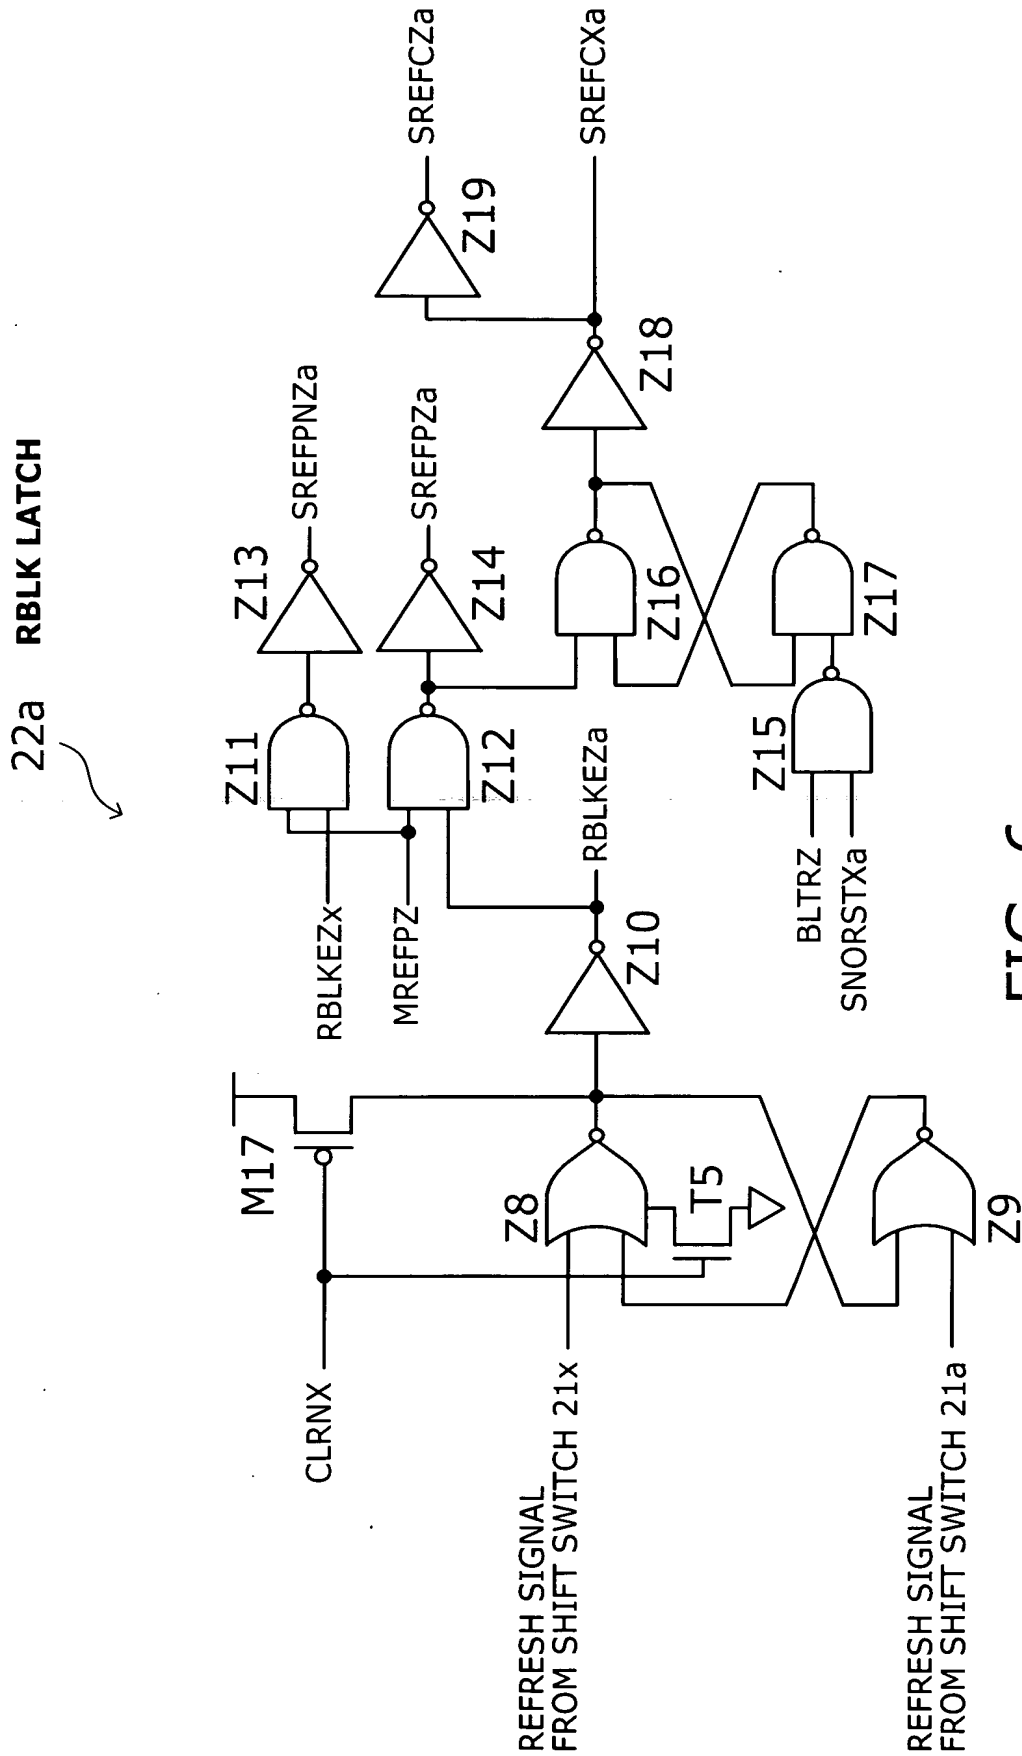 22a RBLK LATCH
CLRNX
M17
REFRESH SIGNAL
FROM SHIFT SWITCH 21x
Z8
T5
REFRESH SIGNAL
FROM SHIFT SWITCH 21a
Z9
Z10
RBLKEZa
RBLKEZx
MREFPZ
Z11
Z12
Z13
SREFPNZa
Z14
SREFPZa
BLTRZ
SNORSTXa
Z15
Z16
Z17
Z18
Z19
SREFCZa
SREFCXa
FIG.